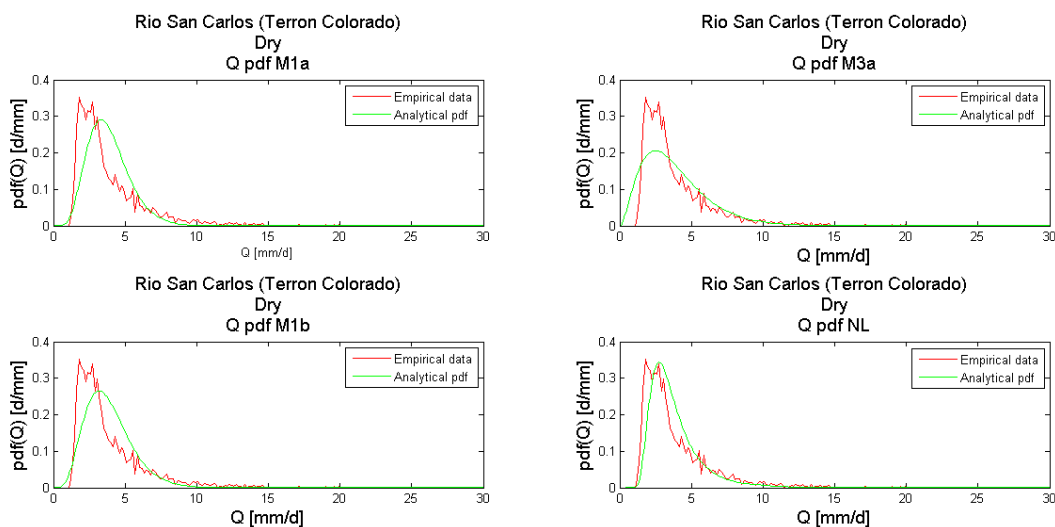 Rio San Carlos (Terron Colorado)
Dry
Q pdf M1a
0.4
0.3
0.2
0.1
0
pdf(Q) [d/mm]
Empirical data
Analytical pdf
0 5 10 15 20 25 30
Q [mm/d]
Rio San Carlos (Terron Colorado)
Dry
Q pdf M3a
0.4
0.3
0.2
0.1
0
pdf(Q) [d/mm]
Empirical data
Analytical pdf
0 5 10 15 20 25 30
Q [mm/d]
Rio San Carlos (Terron Colorado)
Dry
Q pdf M1b
0.4
0.3
0.2
0.1
0
pdf(Q) [d/mm]
Empirical data
Analytical pdf
0 5 10 15 20 25 30
Q [mm/d]
Rio San Carlos (Terron Colorado)
Dry
Q pdf NL
0.4
0.3
0.2
0.1
0
pdf(Q) [d/mm]
Empirical data
Analytical pdf
0 5 10 15 20 25 30
Q [mm/d]